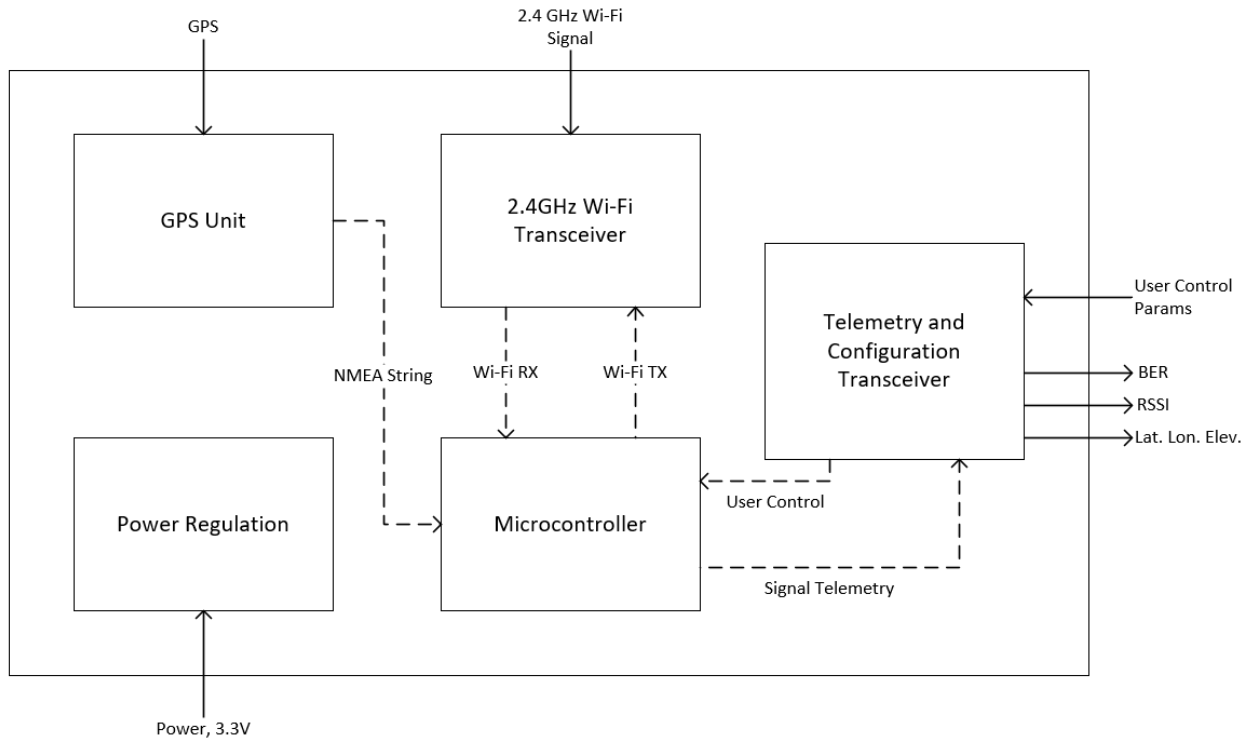 GPS
2.4 GHz Wi-Fi
Signal
GPS Unit
2.4GHz Wi-Fi
Transceiver
Telemetry and
Configuration
Transceiver
User Control
Params
BER
RSSI
Lat. Lon. Elev.
NMEA String
Wi-Fi RX
Wi-Fi TX
Power Regulation
Microcontroller
User Control
Signal Telemetry
Power, 3.3V